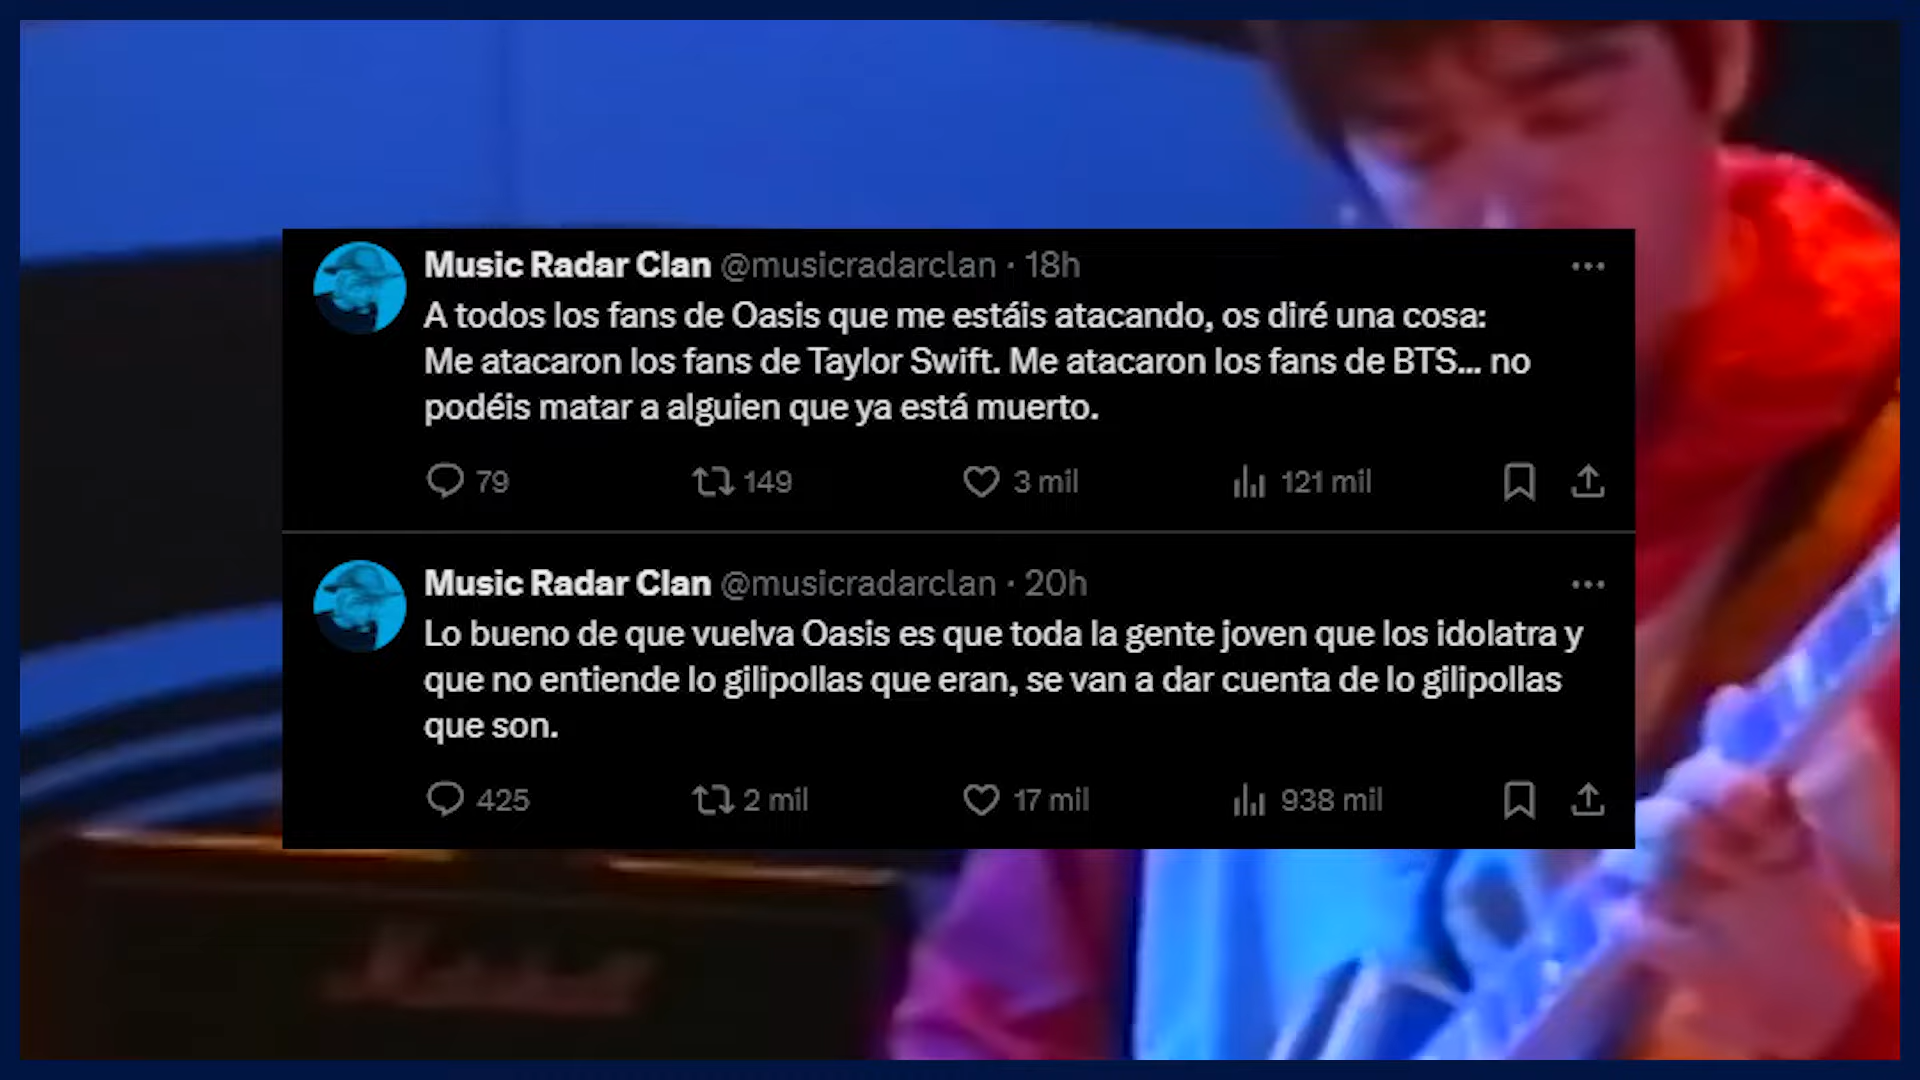 Music Radar Clan @musicradarclan · 18h
A todos los fans de Oasis que me estáis atacando, os diré una cosa:
Me atacaron los fans de Taylor Swift. Me atacaron los fans de BTS... no
podéis matar a alguien que ya está muerto.
79 149 3 mil 121 mil
Music Radar Clan @musicradarclan · 20h
Lo bueno de que vuelva Oasis es que toda la gente joven que los idolatra y
que no entiende lo gilipollas que eran, se van a dar cuenta de lo gilipollas
que son.
425 2 mil 17 mil 938 mil
Marshall